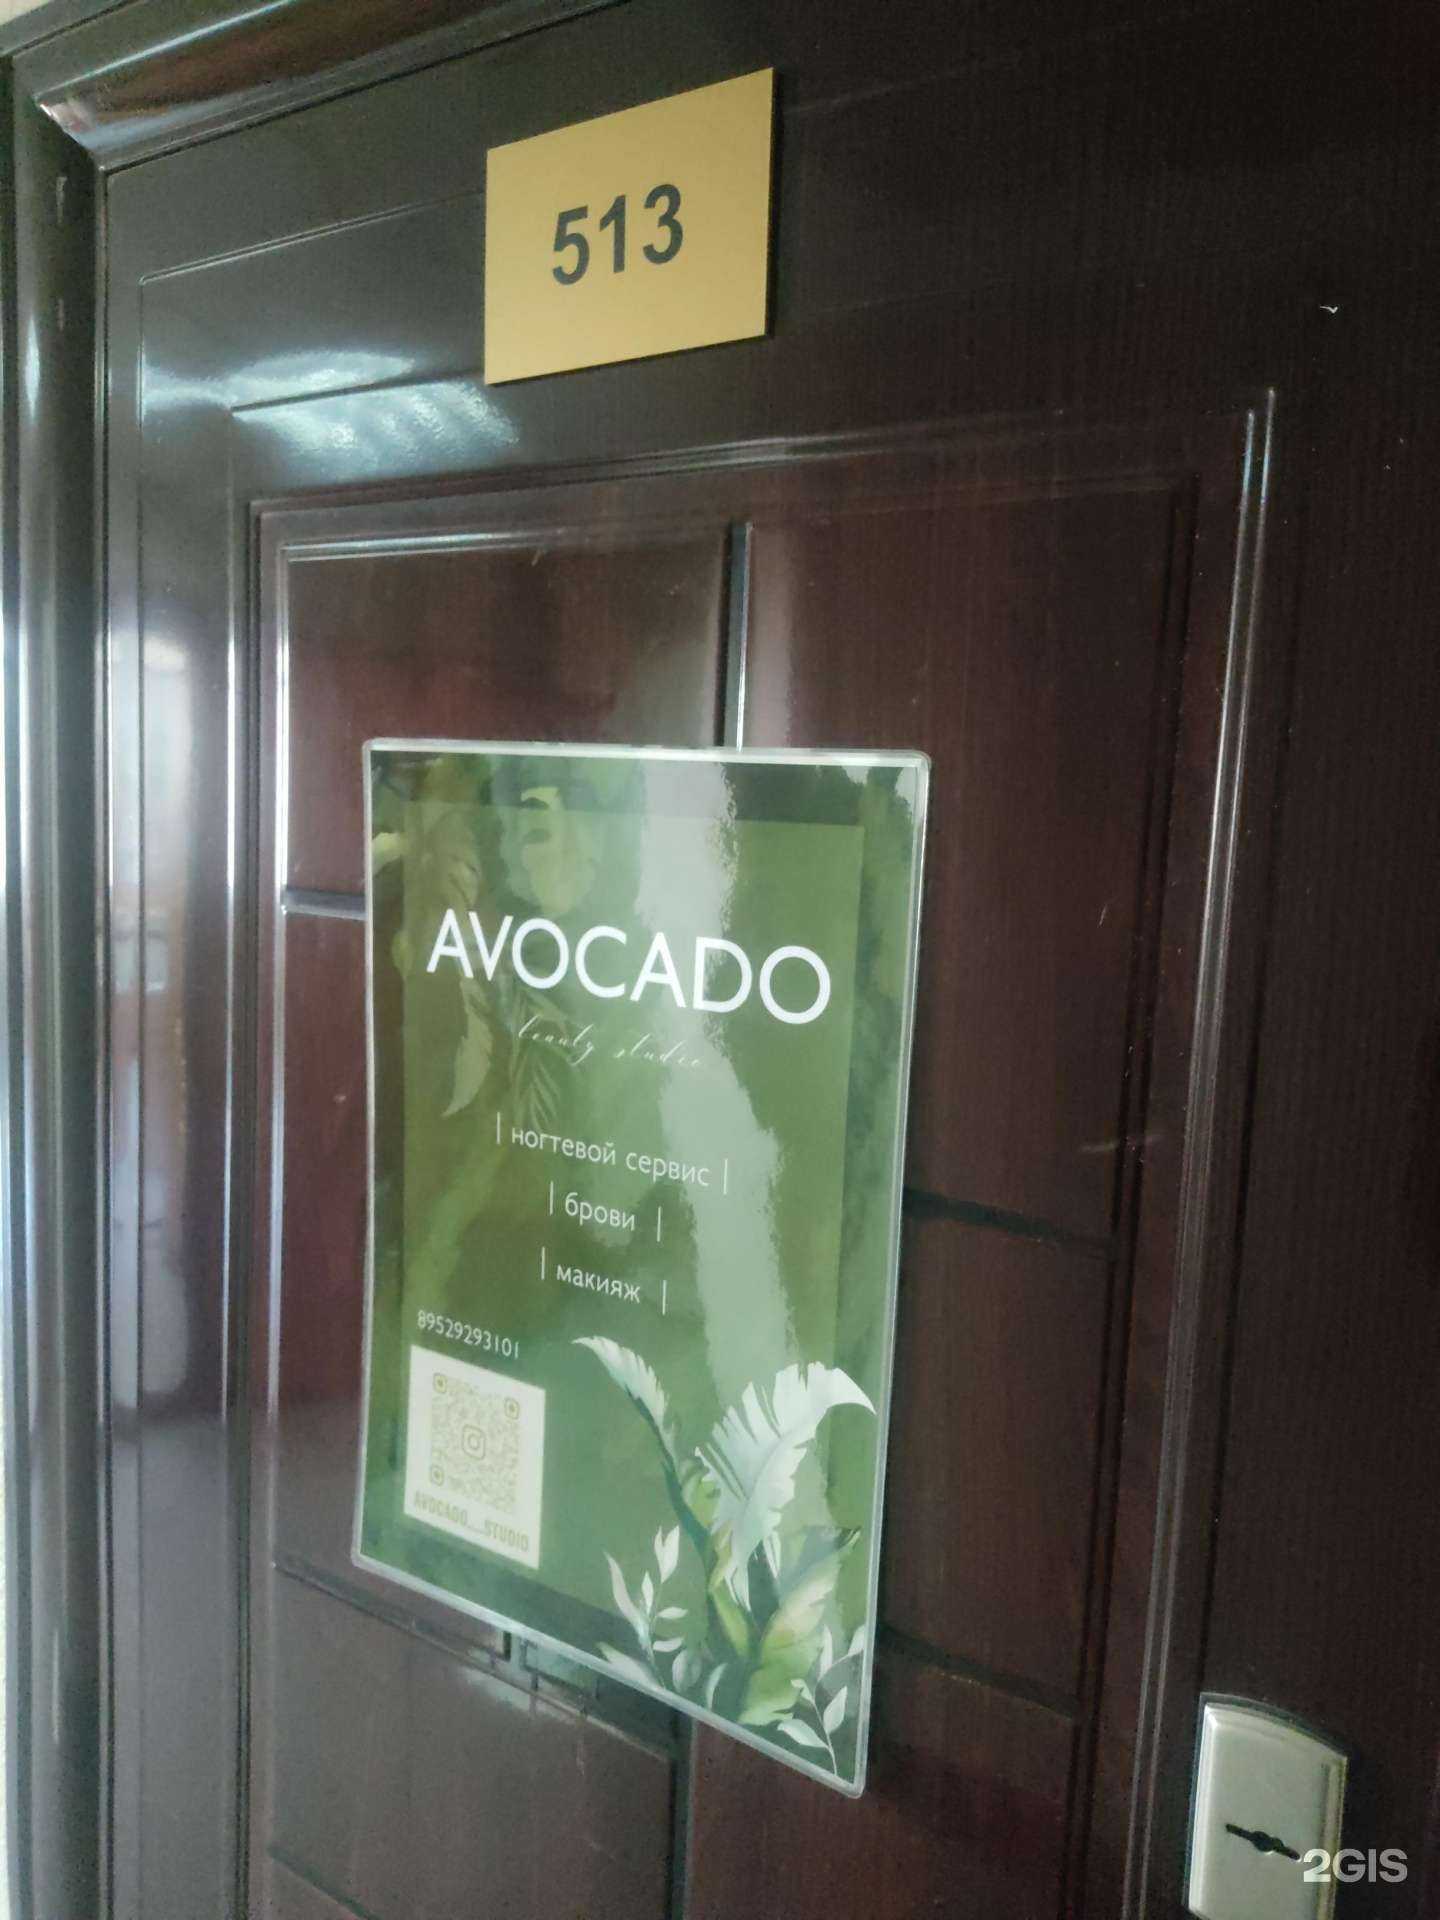 513
AVOCADO
beauty studio
| ногтевой сервис |
| брови |
| макияж |
89529293101
AVOCADO__STUDIO
2GIS